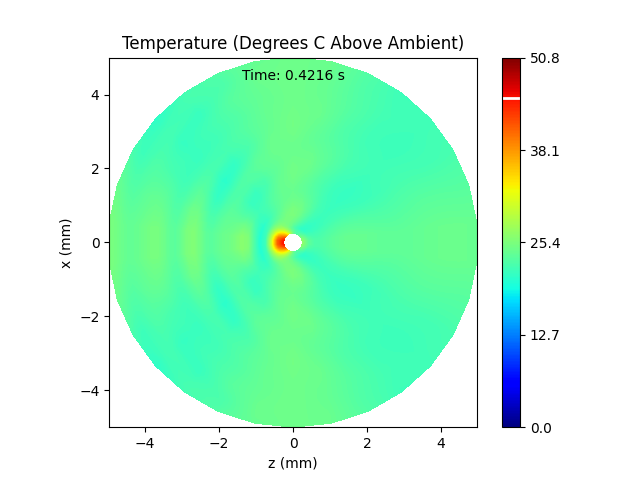 Temperature (Degrees C Above Ambient)
Time: 0.4216 s
50.8
38.1
25.4
12.7
0.0
4
2
0
−2
−4
x (mm)
−4 −2 0 2 4
z (mm)